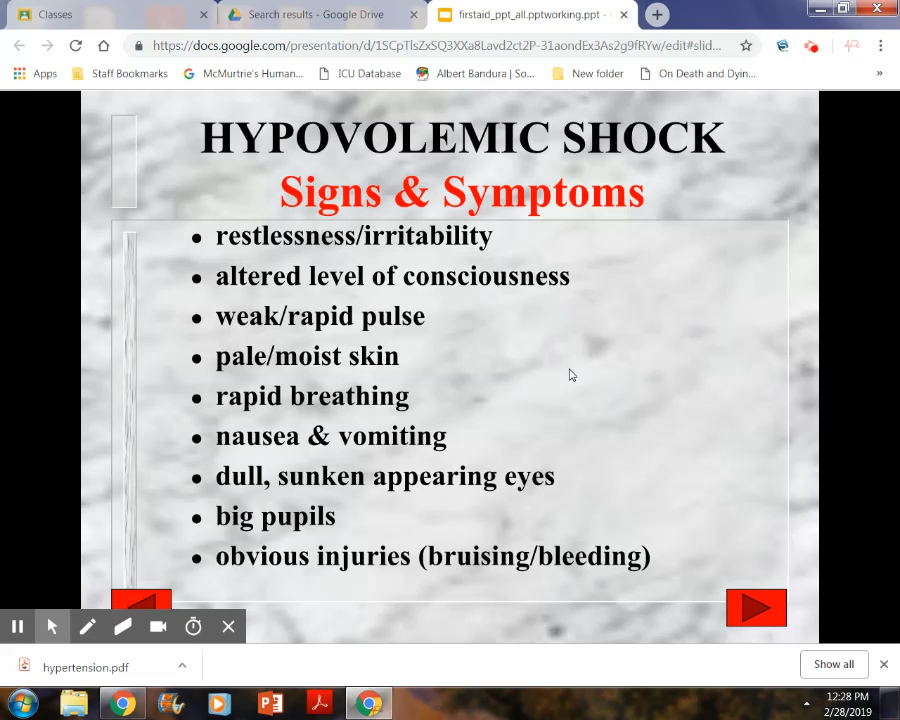 Classes
Search results - Google Drive
firstaid_ppt_all.pptworking.ppt -
https://docs.google.com/presentation/d/1SCpTlsZxSQ3XXa8Lavd2ct2P-31aondEx3As2g9fRYw/edit#slid...
Apps
Staff Bookmarks
McMurtrie's Human...
ICU Database
Albert Bandura | So...
New folder
On Death and Dyin...
»
HYPOVOLEMIC SHOCK
Signs & Symptoms
• restlessness/irritability
• altered level of consciousness
• weak/rapid pulse
• pale/moist skin
• rapid breathing
• nausea & vomiting
• dull, sunken appearing eyes
• big pupils
• obvious injuries (bruising/bleeding)
hypertension.pdf
Show all
12:28 PM
2/28/2019